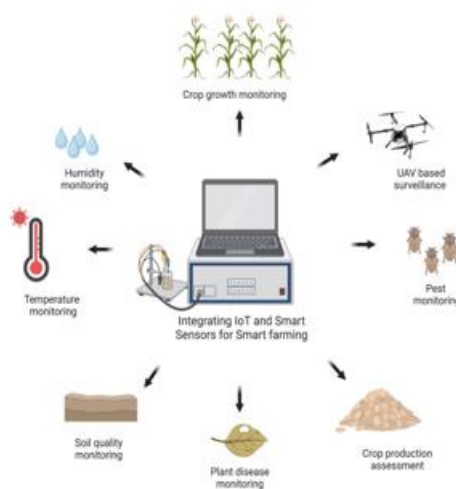 Crop growth monitoring
Humidity
monitoring
UAV based
surveillance
Temperature
monitoring
Pest
monitoring
Integrating IoT and Smart
Sensors for Smart farming
Soil quality
monitoring
Plant disease
monitoring
Crop production
assessment